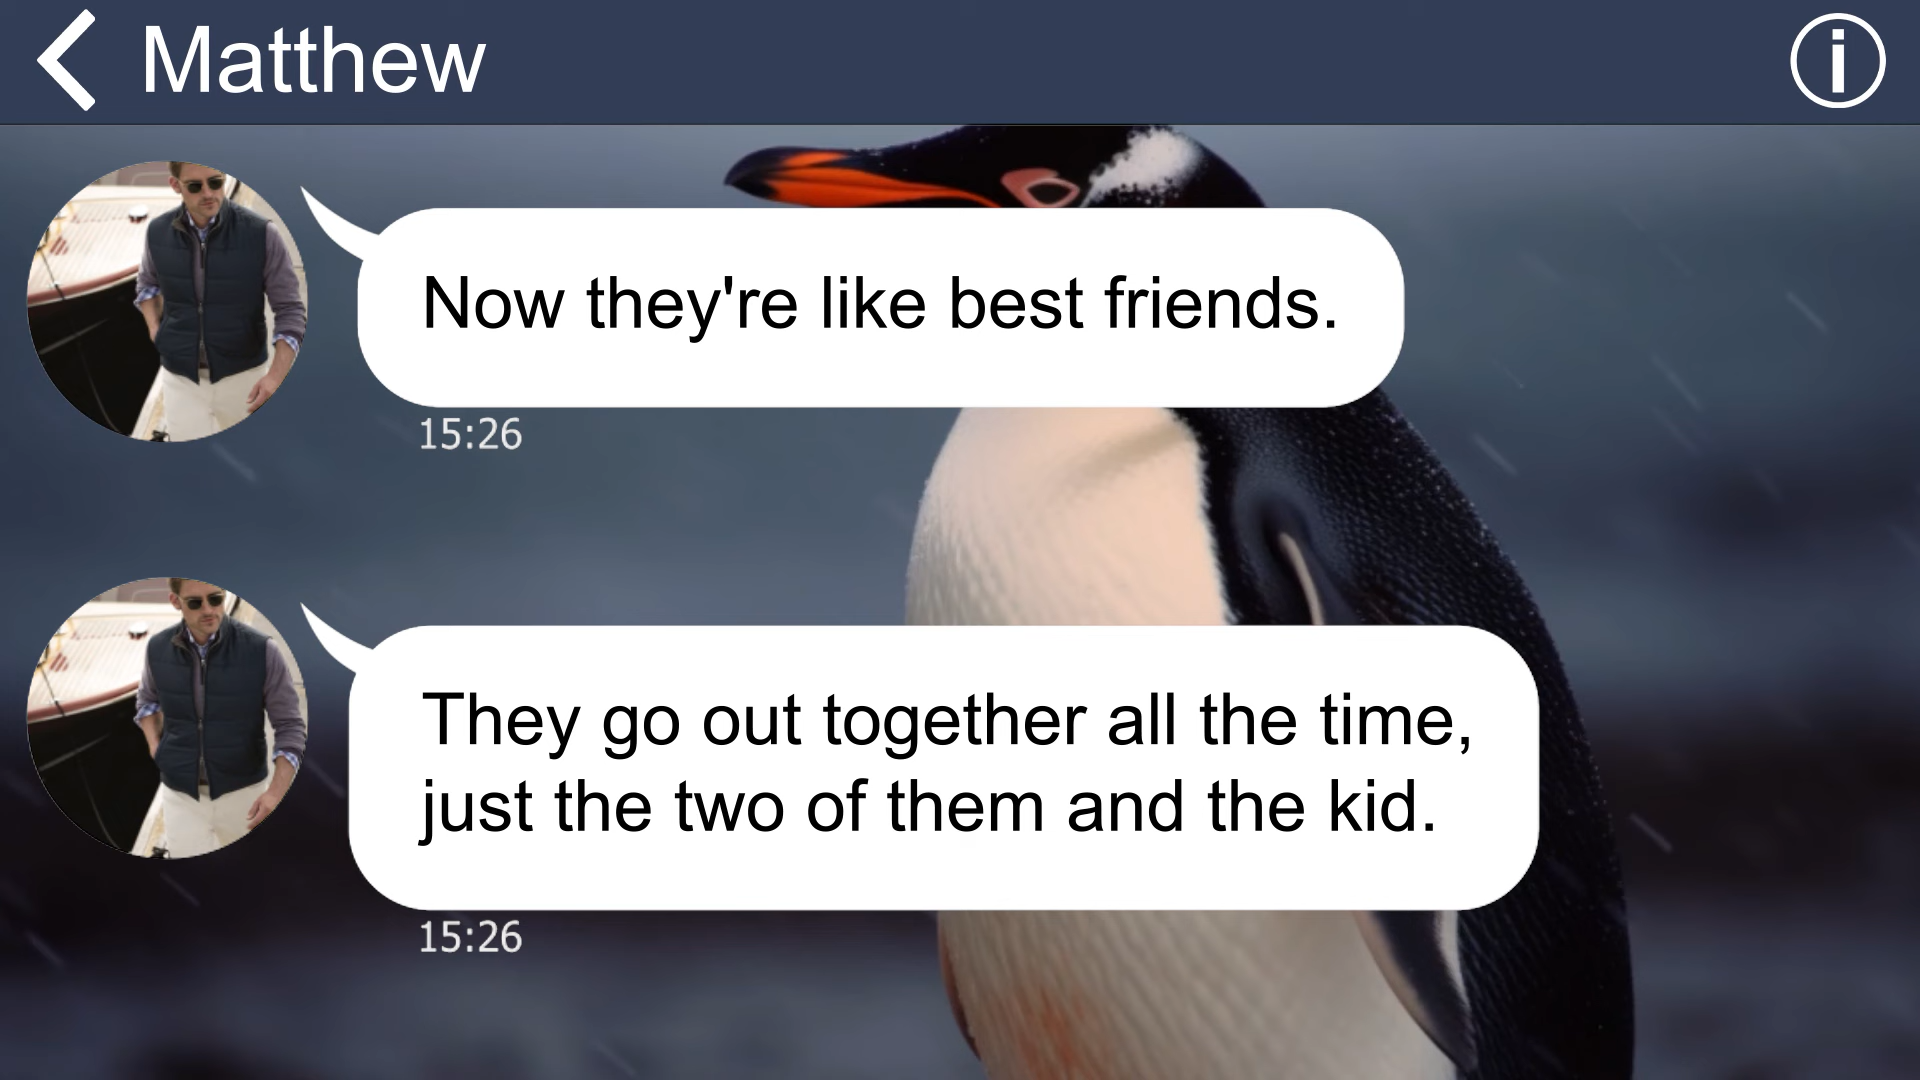 Matthew
Now they're like best friends.
15:26
They go out together all the time,
just the two of them and the kid.
15:26